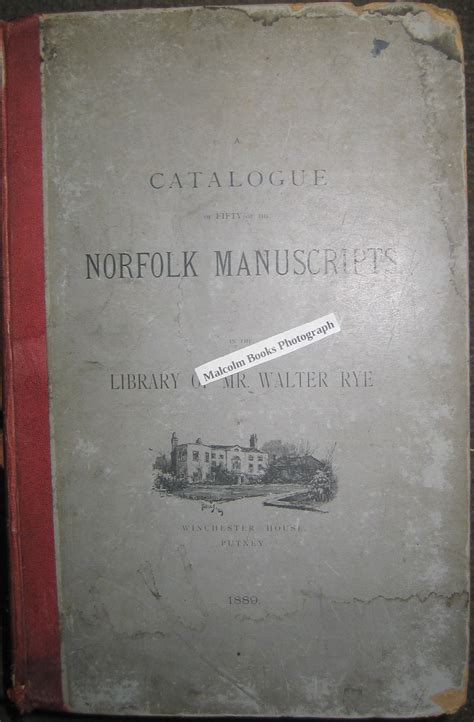 A
CATALOGUE
OF FIFTY OF THE
NORFOLK MANUSCRIPTS
IN THE
LIBRARY OF MR. WALTER RYE
Malcolm Books Photograph
AT
WINCHESTER HOUSE,
PUTNEY
1889.